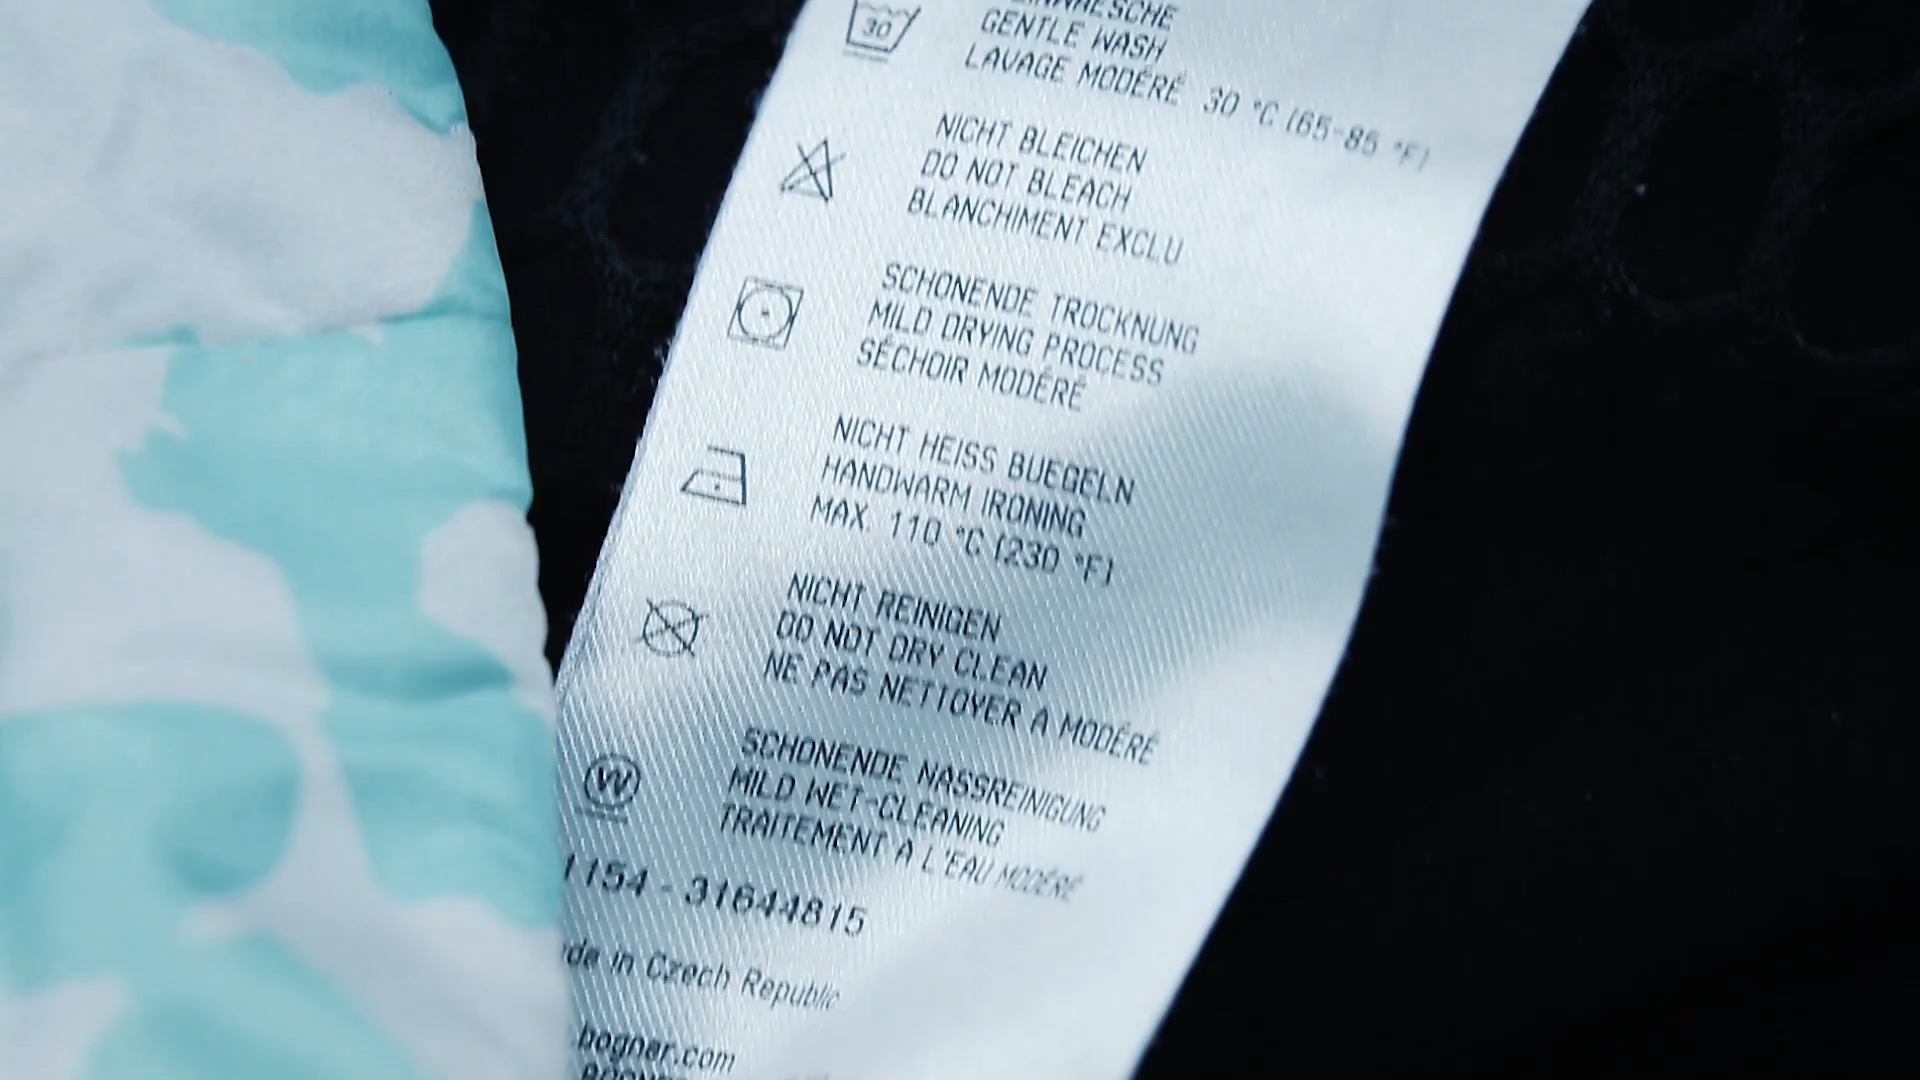 30
GENTLE WASH
LAVAGE MODÉRÉ 30 °C (65-85 °F)
NICHT BLEICHEN
DO NOT BLEACH
BLANCHIMENT EXCLU
SCHONENDE TROCKNUNG
MILD DRYING PROCESS
SÉCHOIR MODÉRÉ
NICHT HEISS BUEGELN
HANDWARM IRONING
MAX. 110 °C (230 °F)
NICHT REINIGEN
DO NOT DRY CLEAN
NE PAS NETTOYER A MODÉRÉ
W
SCHONENDE NASSREINIGUNG
MILD WET-CLEANING
TRAITEMENT A L'EAU MODÉRÉ
1154 - 31644815
de in Czech Republic
bogner.com